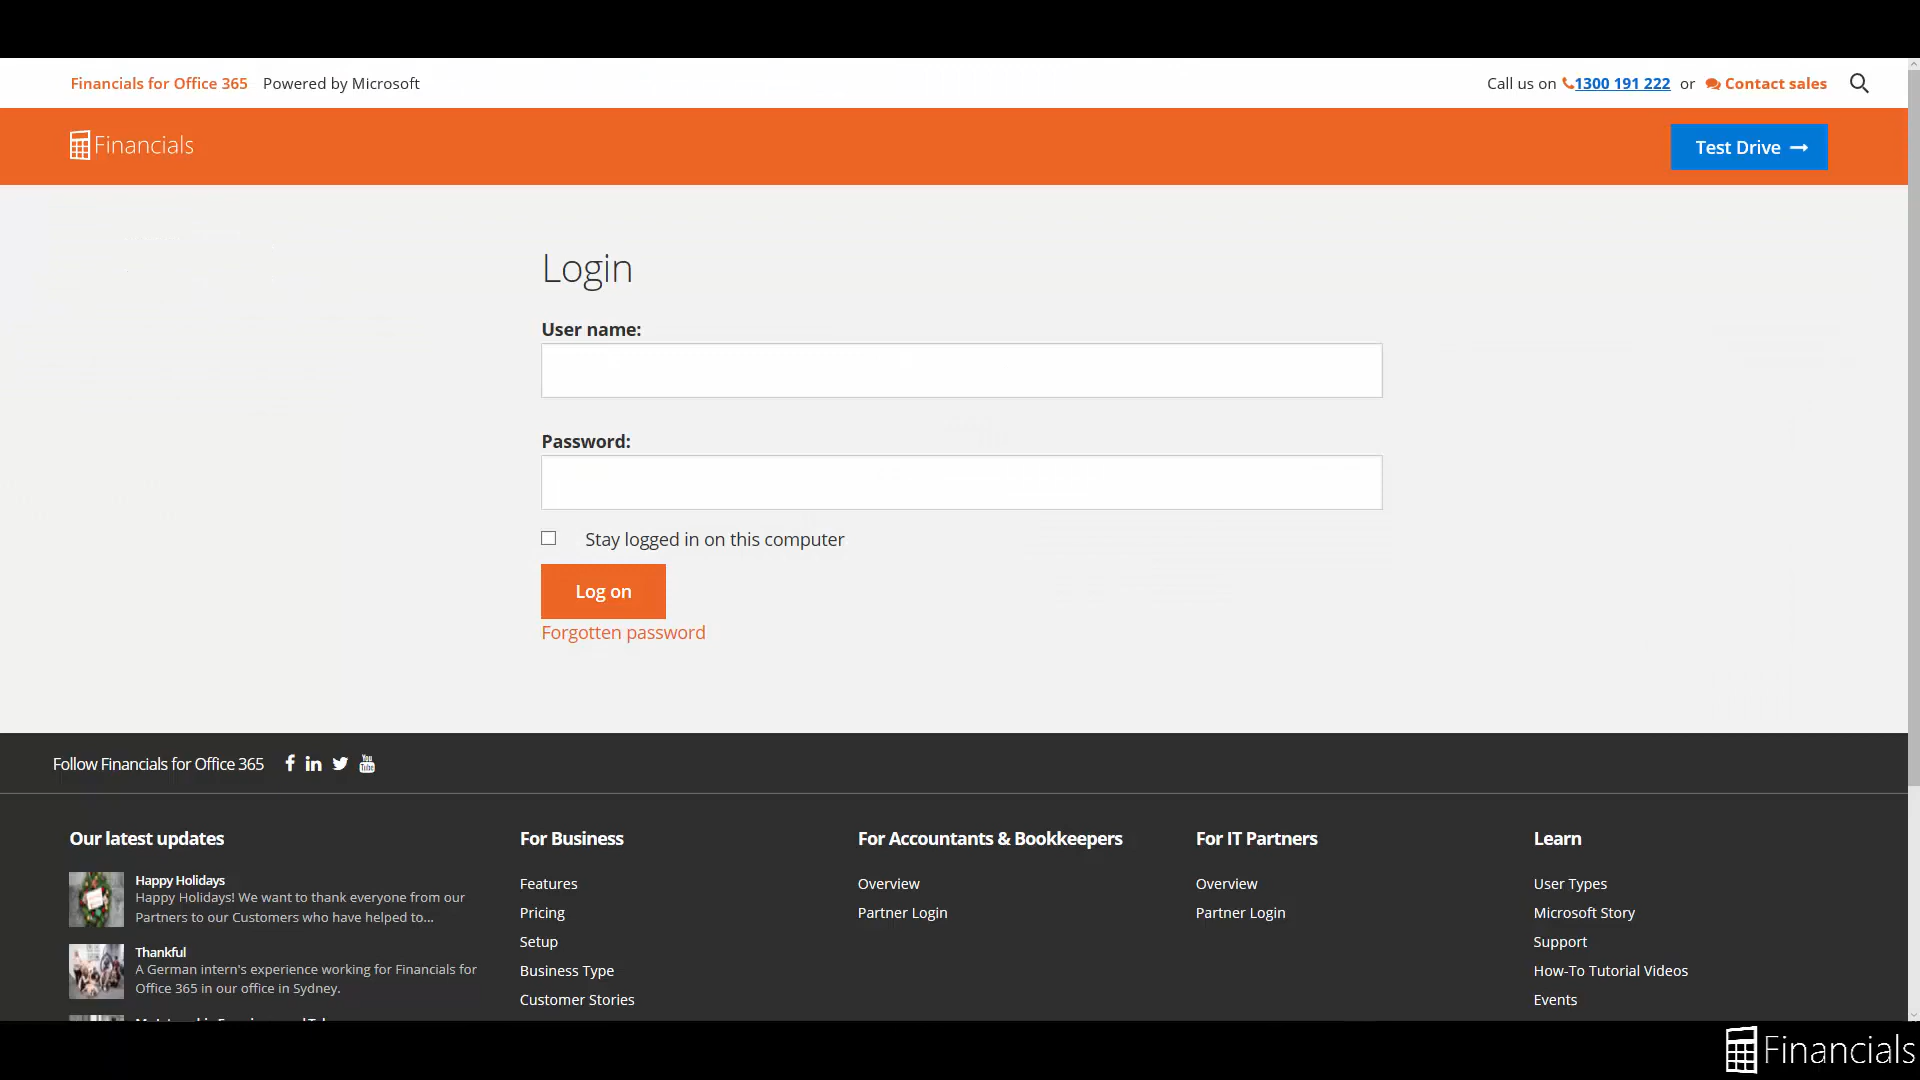 Financials for Office 365 Powered by Microsoft
Call us on 1300 191 222 or Contact sales
Financials
Test Drive
Login
User name:
Password:
Stay logged in on this computer
Log on
Forgotten password
Follow Financials for Office 365
Our latest updates
Happy Holidays
Happy Holidays! We want to thank everyone from our
Partners to our Customers who have helped to...
Thankful
A German intern's experience working for Financials for
Office 365 in our office in Sydney.
For Business
Features
Pricing
Setup
Business Type
Customer Stories
For Accountants & Bookkeepers
Overview
Partner Login
For IT Partners
Overview
Partner Login
Learn
User Types
Microsoft Story
Support
How-To Tutorial Videos
Events
Financials